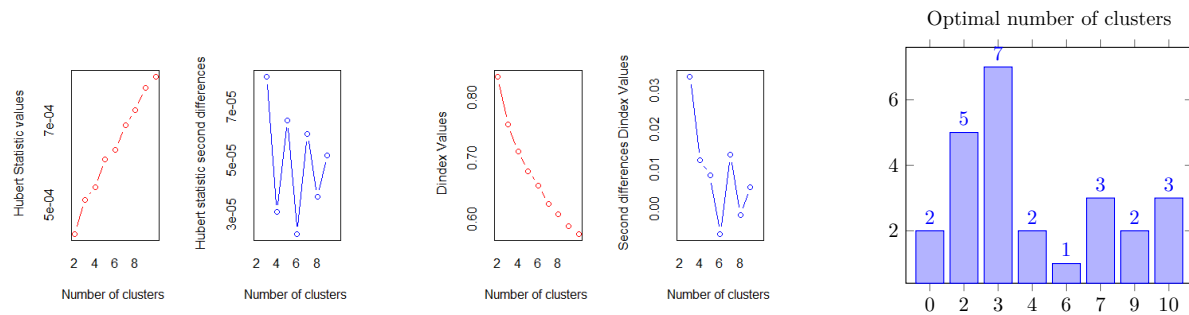 Hubert Statistic values
5e-04 7e-04
2 4 6 8
Number of clusters
Hubert statistic second differences
3e-05 5e-05 7e-05
2 4 6 8
Number of clusters
Dindex Values
0.60 0.70 0.80
2 4 6 8
Number of clusters
Second differences Dindex Values
0.00 0.01 0.02 0.03
2 4 6 8
Number of clusters
Optimal number of clusters
6
4
2
2 5 7 2 1 3 2 3
0 2 3 4 6 7 9 10